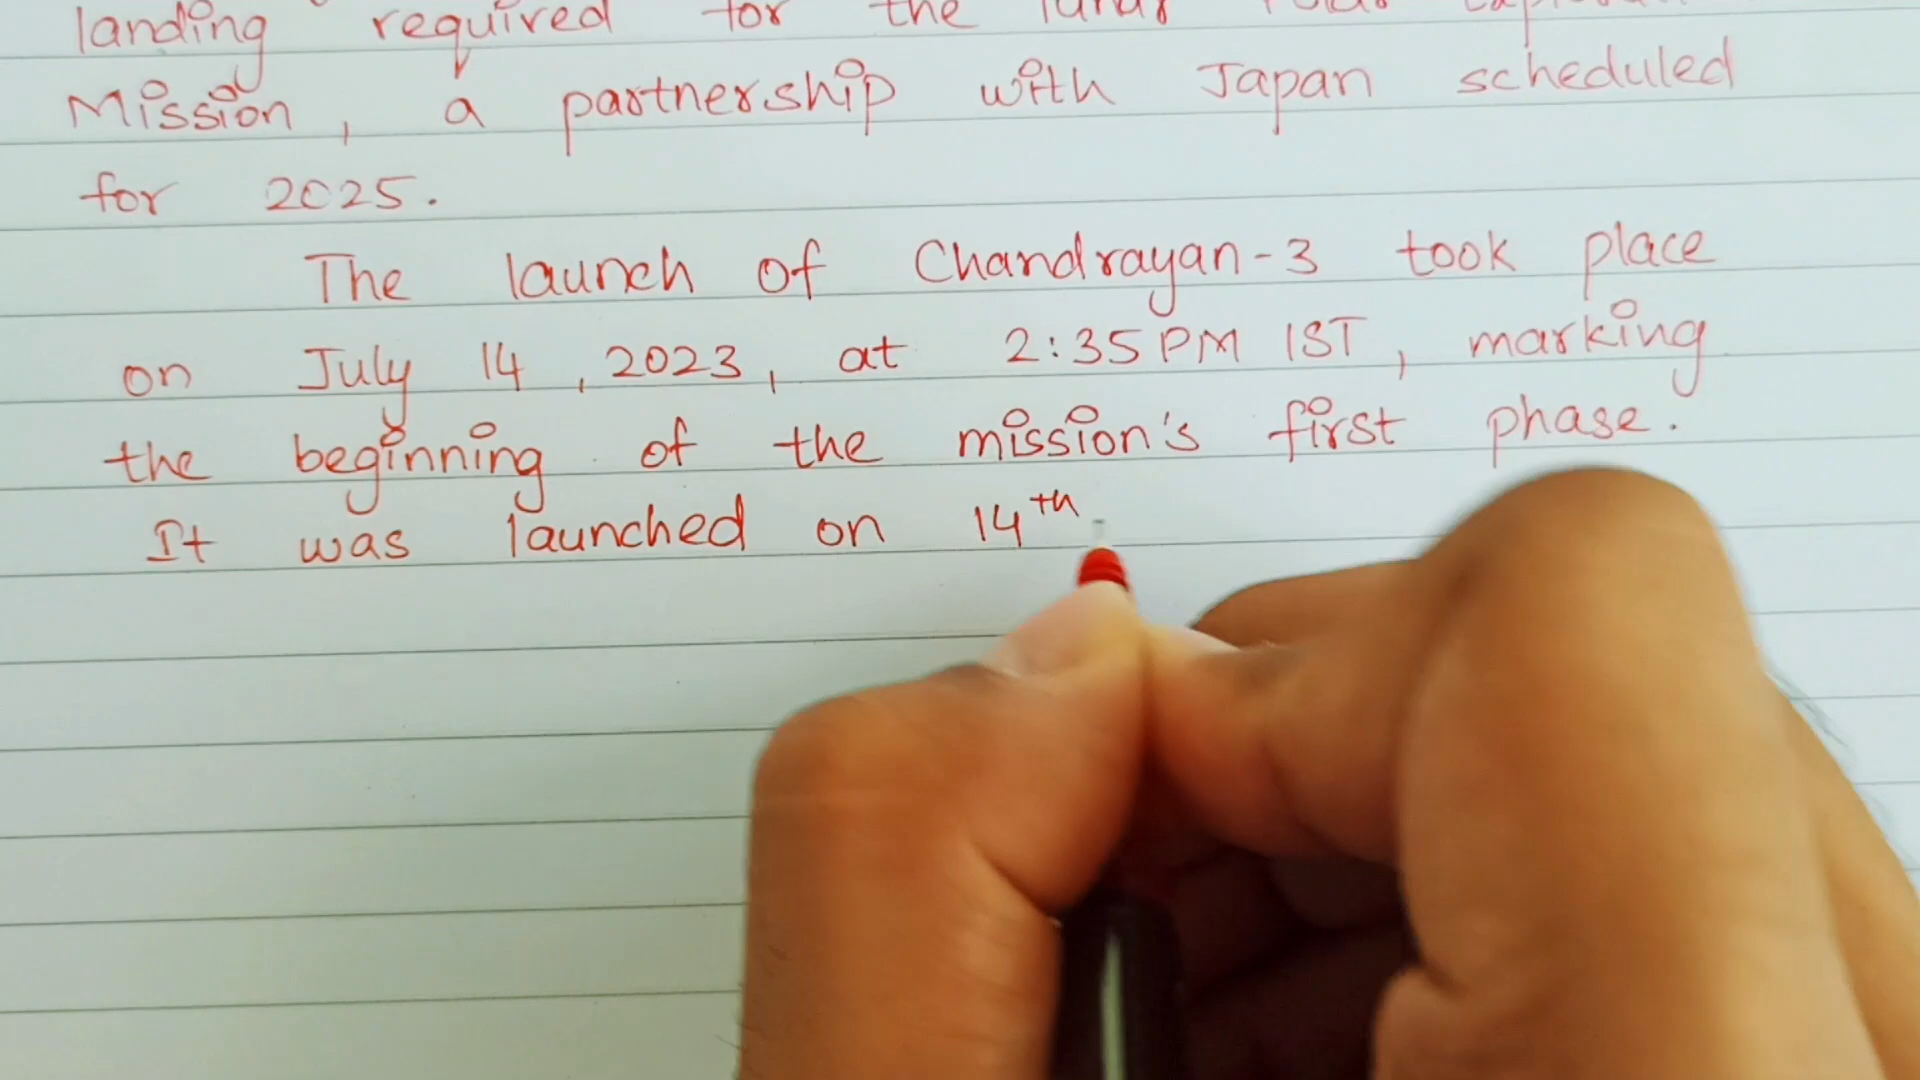 landing required for the lunar
Mission, a partnership with Japan scheduled
for 2025.
The launch of Chandrayan-3 took place
on July 14, 2023, at 2:35 PM IST, marking
the beginning of the mission's first phase.
It was launched on 14th